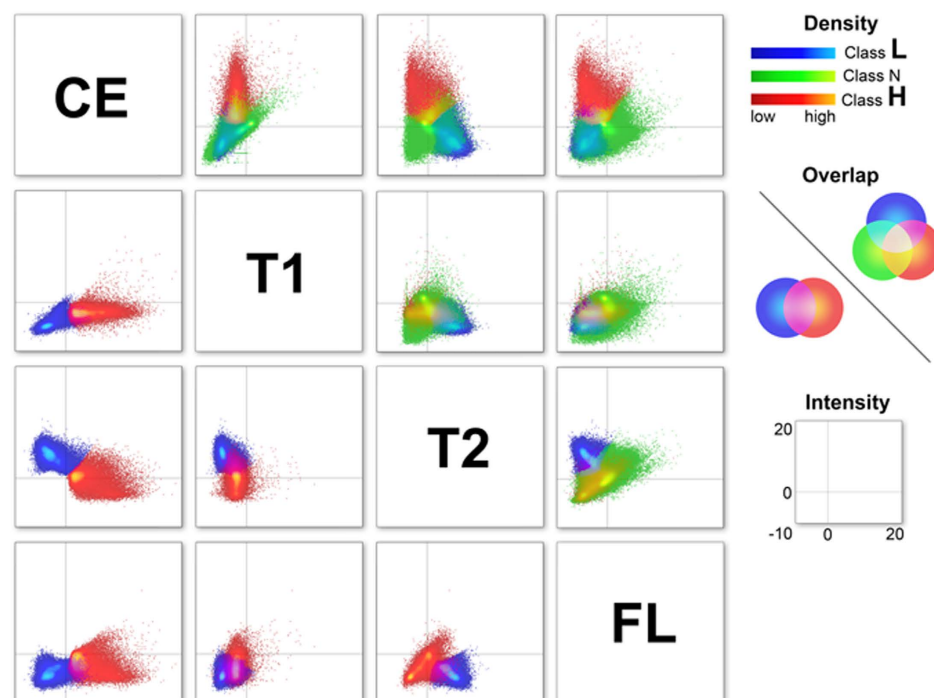 CE
T1
T2
FL
Density
Class L
Class N
Class H
low high
Overlap
Intensity
20
0
-10 0 20